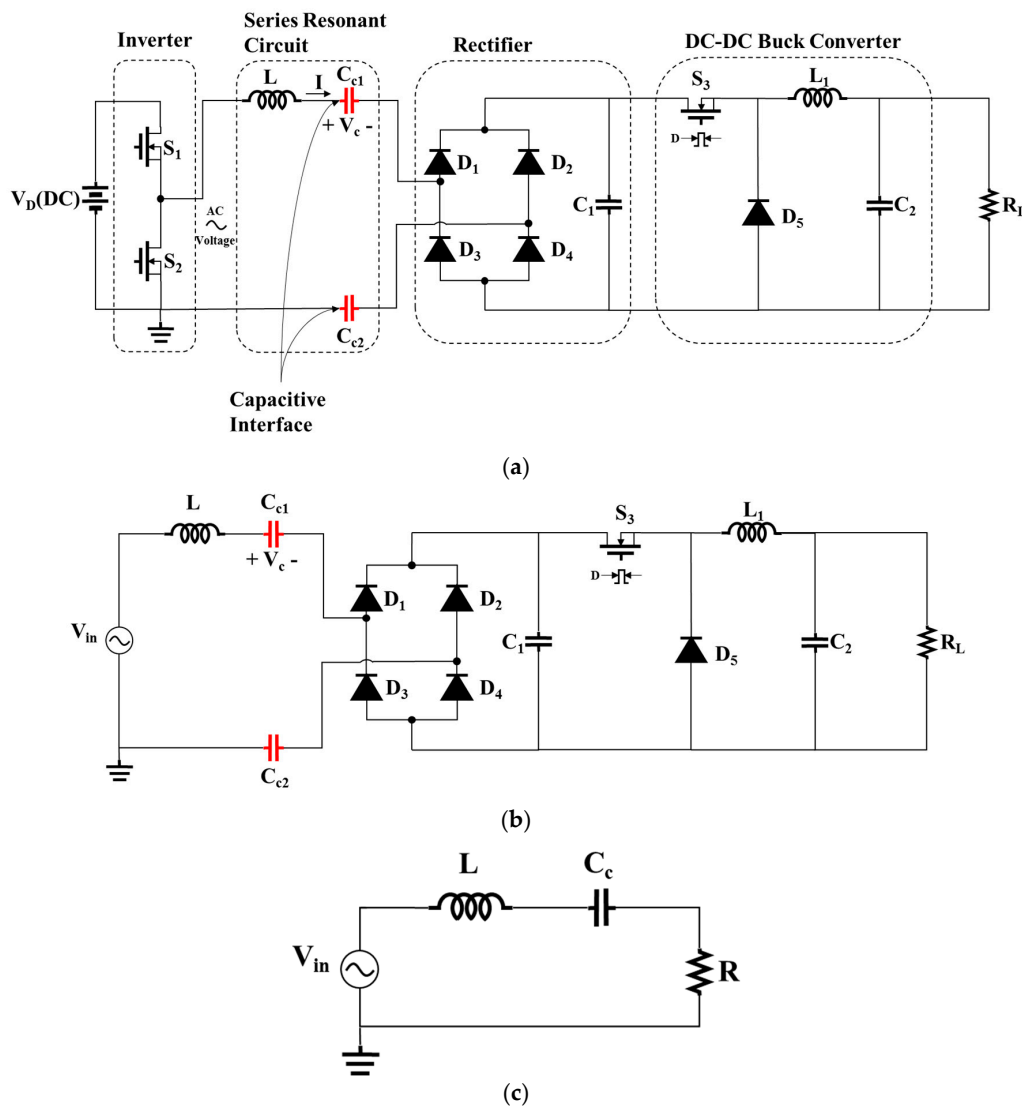 Inverter
Series Resonant
Circuit
Rectifier
DC-DC Buck Converter
L
I
Cc1
+ Vc -
S3
D
L1
S1
D1
D2
VD(DC)
AC
Voltage
C1
D5
C2
RL
S2
D3
D4
Cc2
Capacitive
Interface
(a)
L
Cc1
+ Vc -
S3
D
L1
D1
D2
Vin
C1
D5
C2
RL
D3
D4
Cc2
(b)
L
Cc
Vin
R
(c)